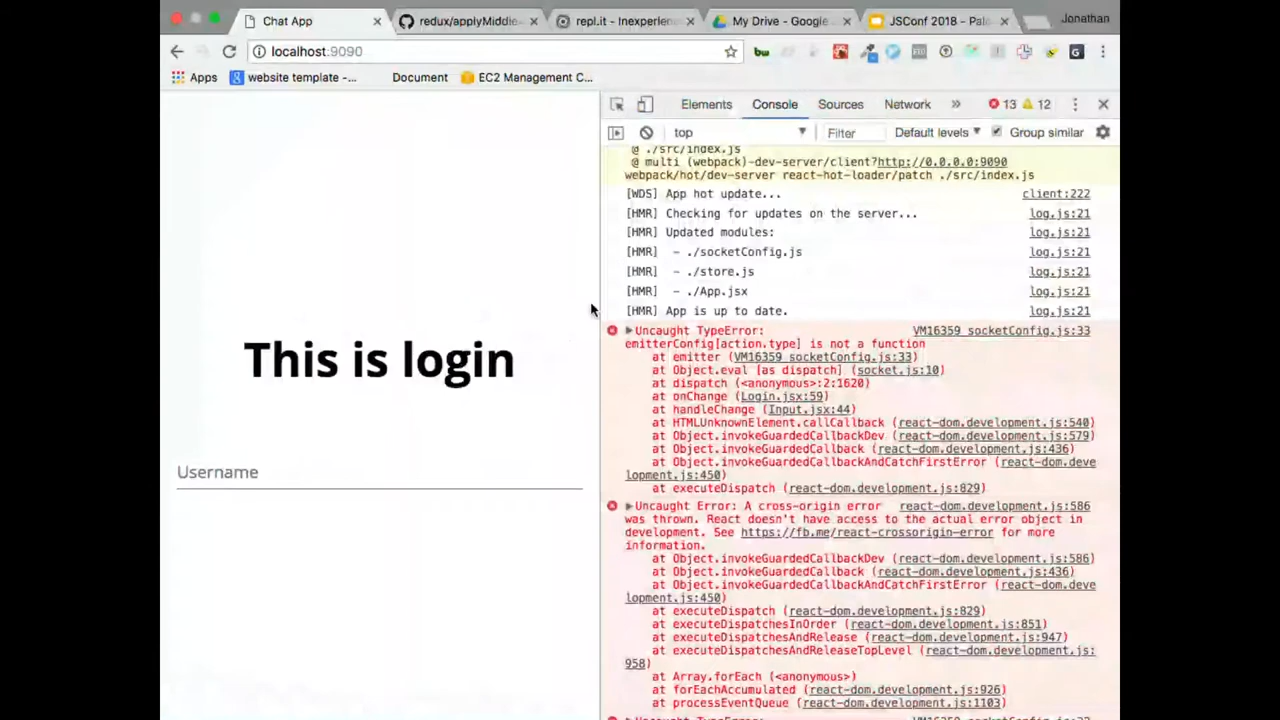 Chat App
redux/applyMiddle
repl.it - Inexperien
My Drive - Google
JSConf 2018 - Pal
Jonathan
localhost:9090
Apps
website template -...
Document
EC2 Management C...
Elements
Console
Sources
Network
13
12
top
Filter
Default levels
Group similar
@ ./src/index.js
@ multi (webpack)-dev-server/client?http://0.0.0.0:9090
webpack/hot/dev-server react-hot-loader/patch ./src/index.js
[WDS] App hot update... client:222
[HMR] Checking for updates on the server... log.js:21
[HMR] Updated modules: log.js:21
[HMR] - ./socketConfig.js log.js:21
[HMR] - ./store.js log.js:21
[HMR] - ./App.jsx log.js:21
[HMR] App is up to date. log.js:21
Uncaught TypeError: VM16359 socketConfig.js:33
emitterConfig[action.type] is not a function
at emitter (VM16359 socketConfig.js:33)
at Object.eval [as dispatch] (socket.js:10)
at dispatch (<anonymous>:2:1620)
at onChange (Login.jsx:59)
at handleChange (Input.jsx:44)
at HTMLUnknownElement.callCallback (react-dom.development.js:540)
at Object.invokeGuardedCallbackDev (react-dom.development.js:579)
at Object.invokeGuardedCallback (react-dom.development.js:436)
at Object.invokeGuardedCallbackAndCatchFirstError (react-dom.deve
lopment.js:450)
at executeDispatch (react-dom.development.js:829)
Uncaught Error: A cross-origin error react-dom.development.js:586
was thrown. React doesn't have access to the actual error object in
development. See https://fb.me/react-crossorigin-error for more
information.
at Object.invokeGuardedCallbackDev (react-dom.development.js:586)
at Object.invokeGuardedCallback (react-dom.development.js:436)
at Object.invokeGuardedCallbackAndCatchFirstError (react-dom.deve
lopment.js:450)
at executeDispatch (react-dom.development.js:829)
at executeDispatchesInOrder (react-dom.development.js:851)
at executeDispatchesAndRelease (react-dom.development.js:947)
at executeDispatchesAndReleaseTopLevel (react-dom.development.js:
958)
at Array.forEach (<anonymous>)
at forEachAccumulated (react-dom.development.js:926)
at processEventQueue (react-dom.development.js:1103)
This is login
Username